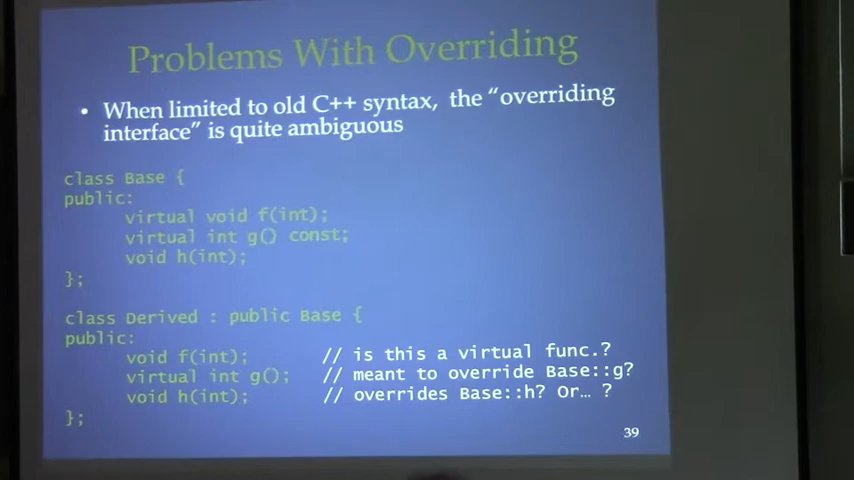 Problems With Overriding
• When limited to old C++ syntax, the “overriding
interface” is quite ambiguous
class Base {
public:
virtual void f(int);
virtual int g() const;
void h(int);
};
class Derived : public Base {
public:
void f(int); // is this a virtual func.?
virtual int g(); // meant to override Base::g?
void h(int); // overrides Base::h? Or… ?
};
39